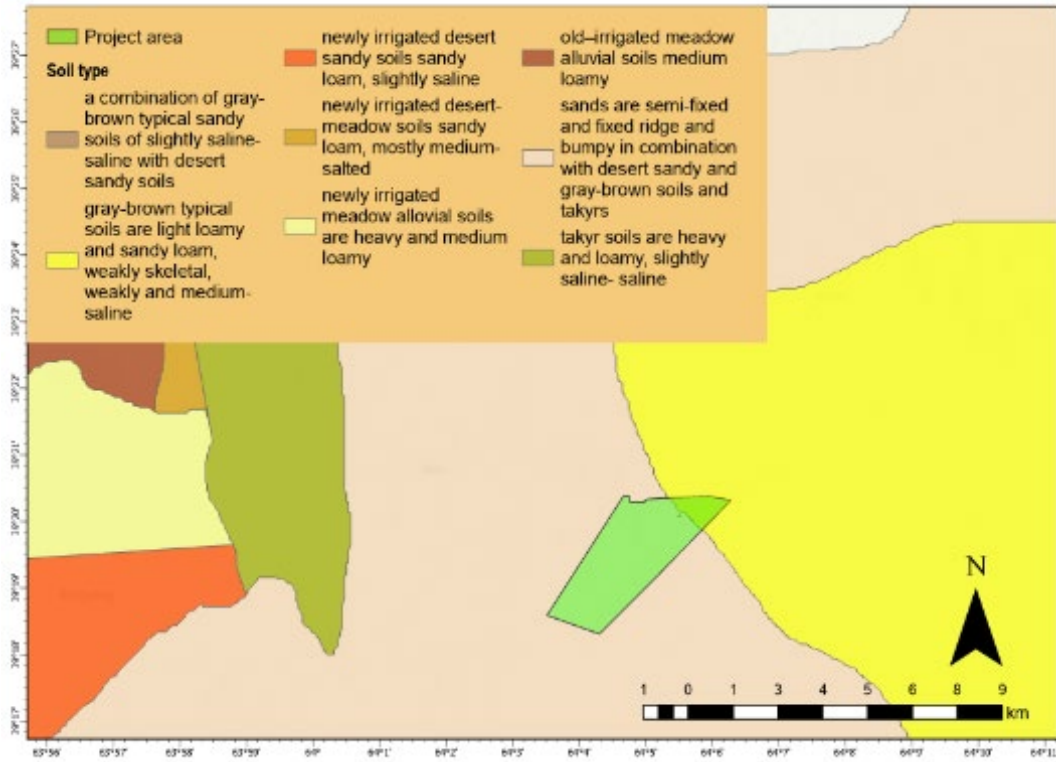 Project area
Soil type
a combination of gray-
brown typical sandy
soils of slightly saline-
saline with desert
sandy soils
gray-brown typical
soils are light loamy
and sandy loam,
weakly skeletal,
weakly and medium-
saline
newly irrigated desert
sandy soils sandy
loam, slightly saline
newly irrigated desert-
meadow soils sandy
loam, mostly medium-
salted
newly irrigated
meadow allovial soils
are heavy and medium
loamy
old–irrigated meadow
alluvial soils medium
loamy
sands are semi-fixed
and fixed ridge and
bumpy in combination
with desert sandy and
gray-brown soils and
takyrs
takyr soils are heavy
and loamy, slightly
saline- saline
N
1 0 1 3 4 5 6 8 9
km
63°56' 63°57' 63°58' 63°59' 64° 64°1' 64°2' 64°3' 64°4' 64°5' 64°6' 64°7' 64°8' 64°9' 64°10' 64°11'